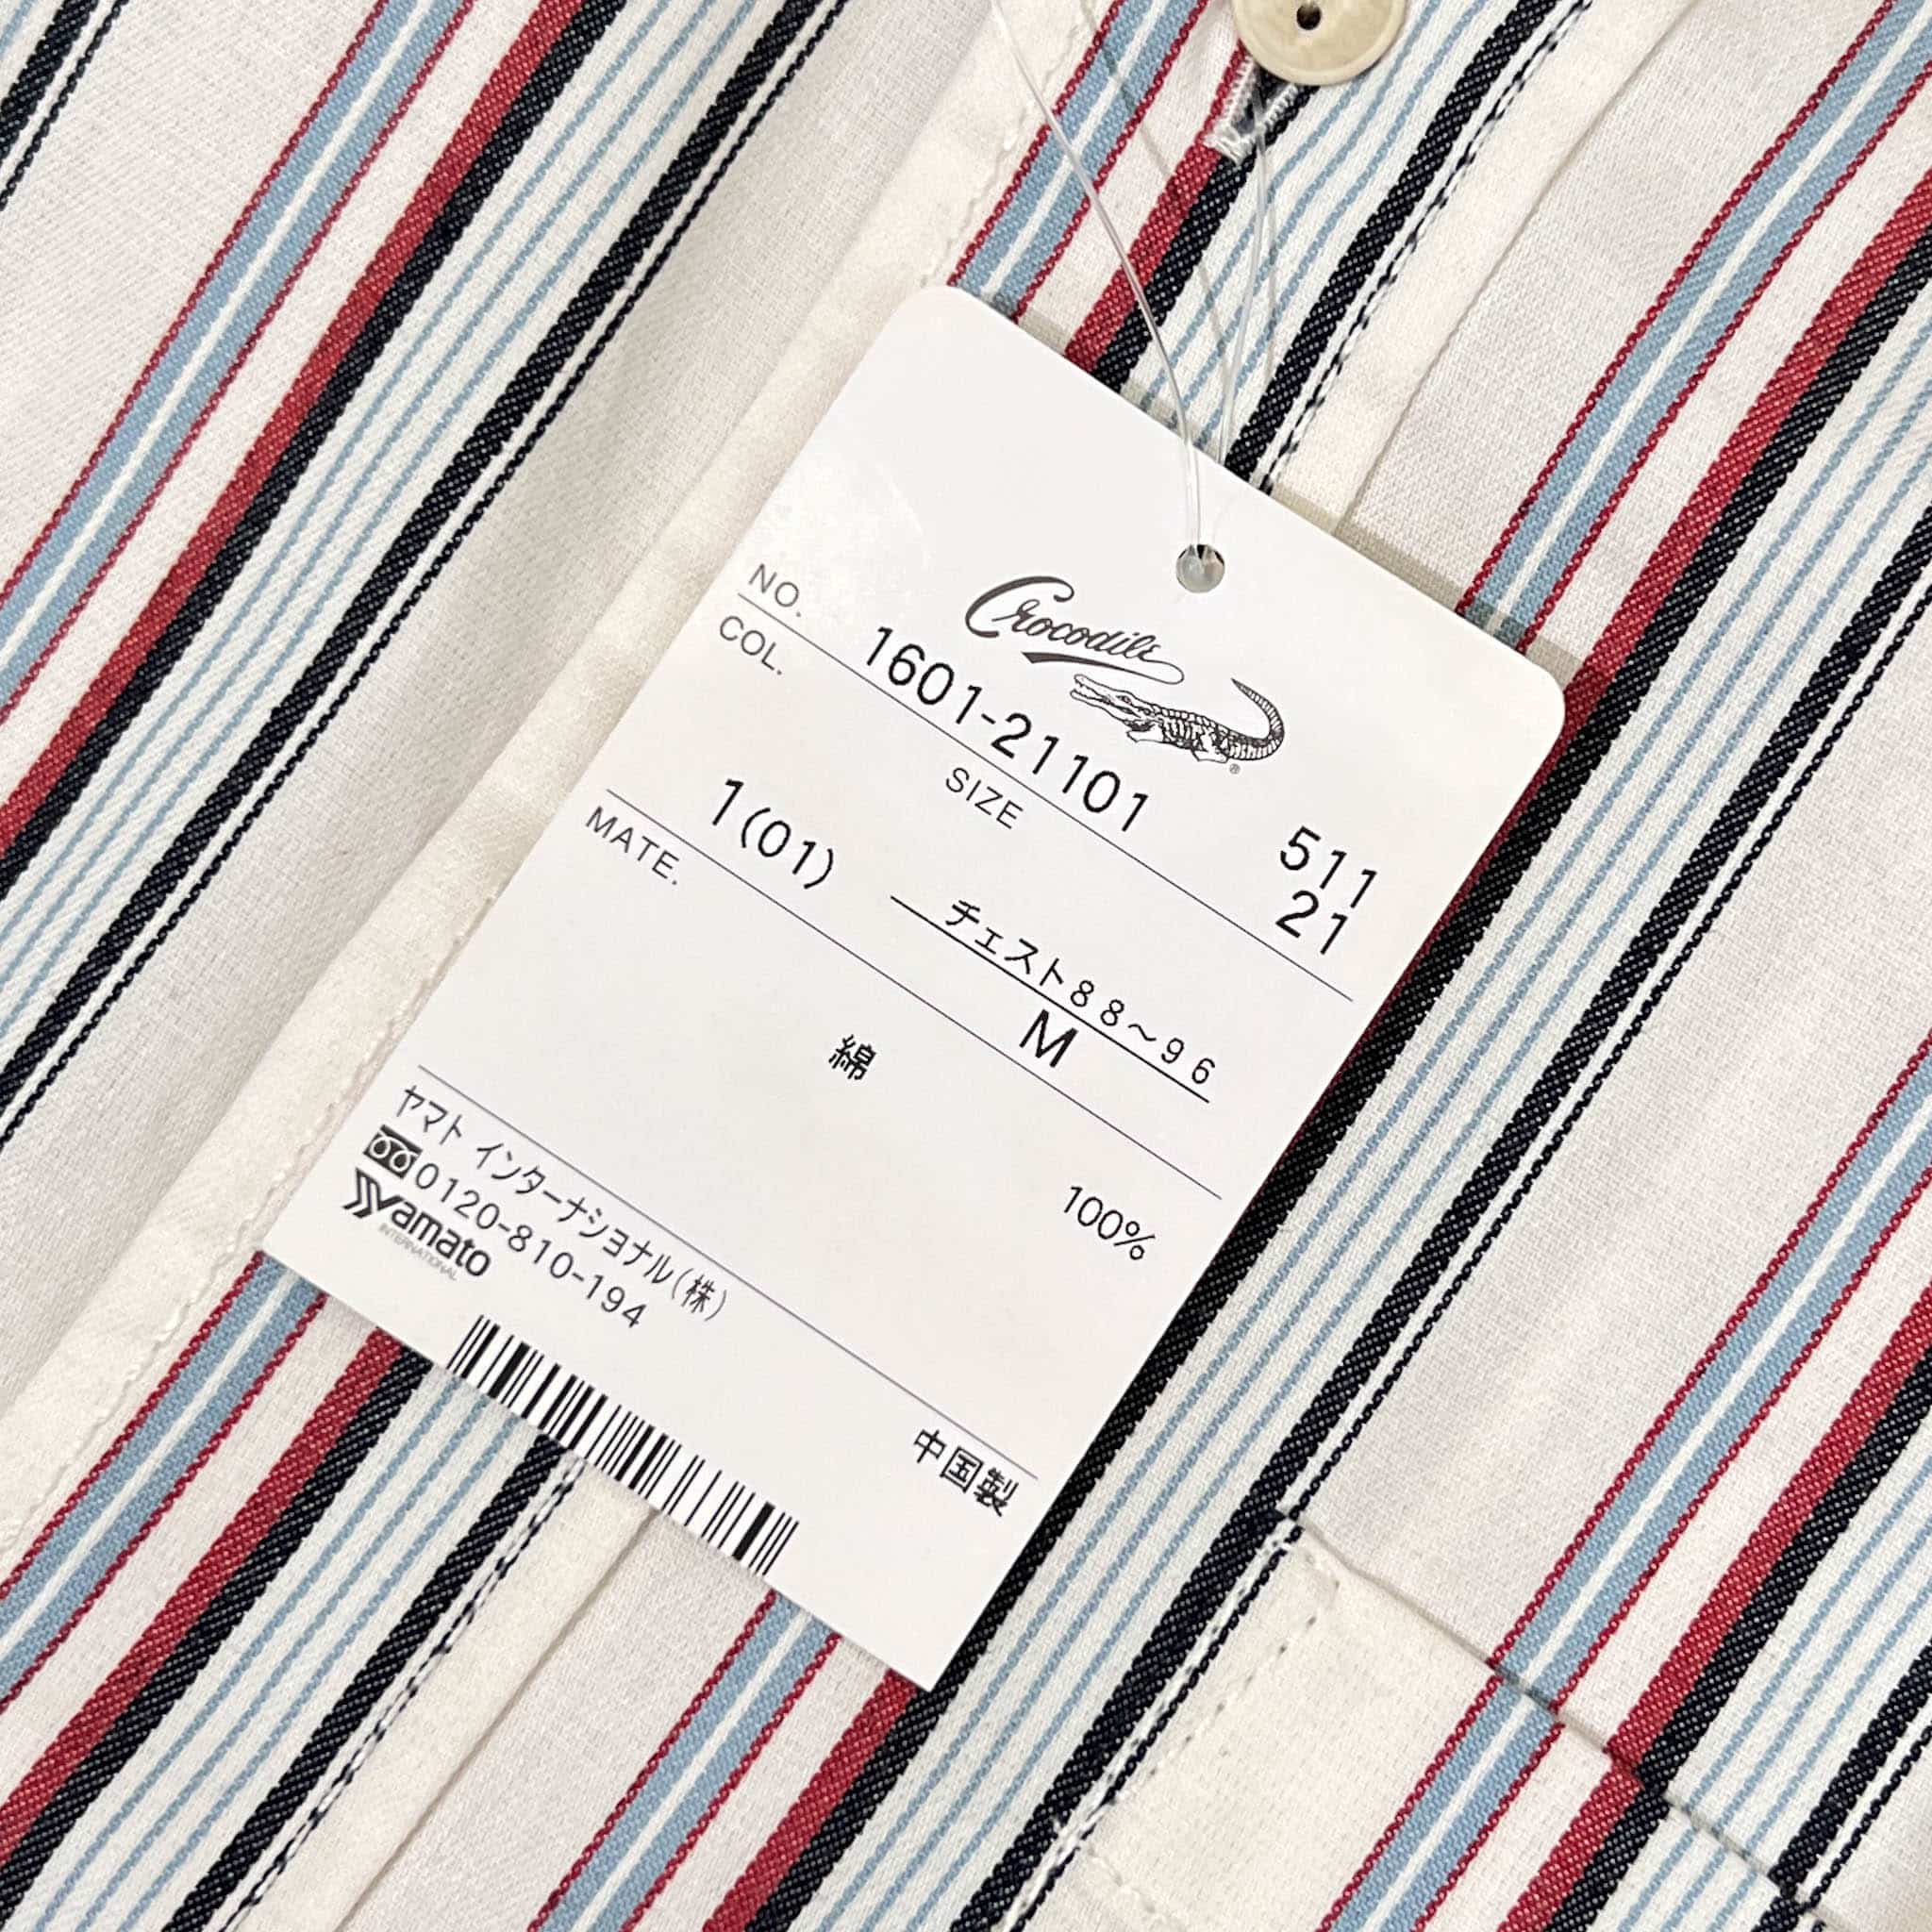 Crocodile
®
NO. 1601-21101 511
COL. SIZE 21
1(01) チェスト88~96
M
MATE.
綿 100%
ヤマト インターナショナル(株)
0120-810-194
Yamato
INTERNATIONAL
中国製